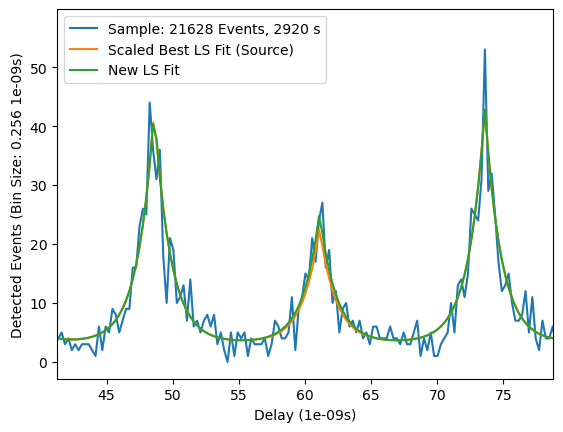 Sample: 21628 Events, 2920 s
Scaled Best LS Fit (Source)
New LS Fit
Detected Events (Bin Size: 0.256 1e-09s)
50
40
30
20
10
0
45 50 55 60 65 70 75
Delay (1e-09s)